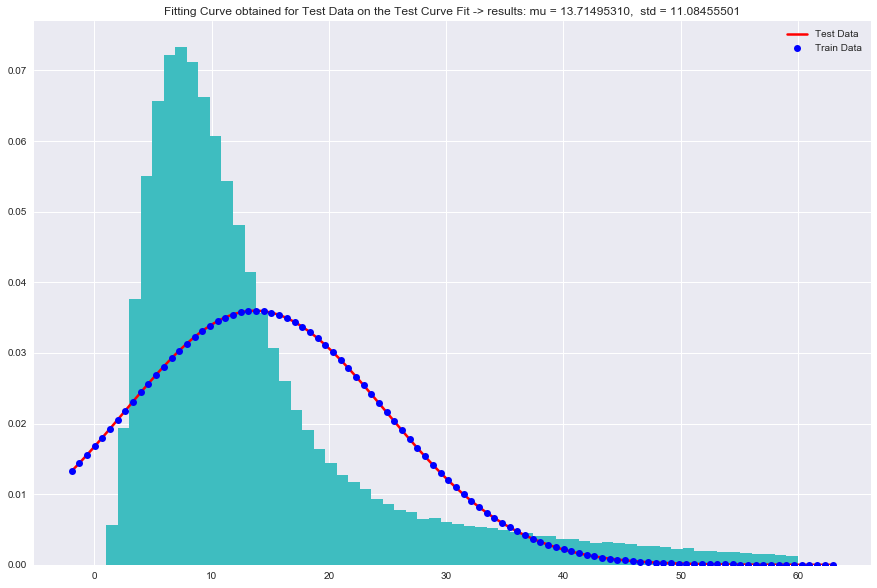 Fitting Curve obtained for Test Data on the Test Curve Fit -> results: mu = 13.71495310,  std = 11.08455501
Test Data
Train Data
0.07
0.06
0.05
0.04
0.03
0.02
0.01
0.00
0 10 20 30 40 50 60